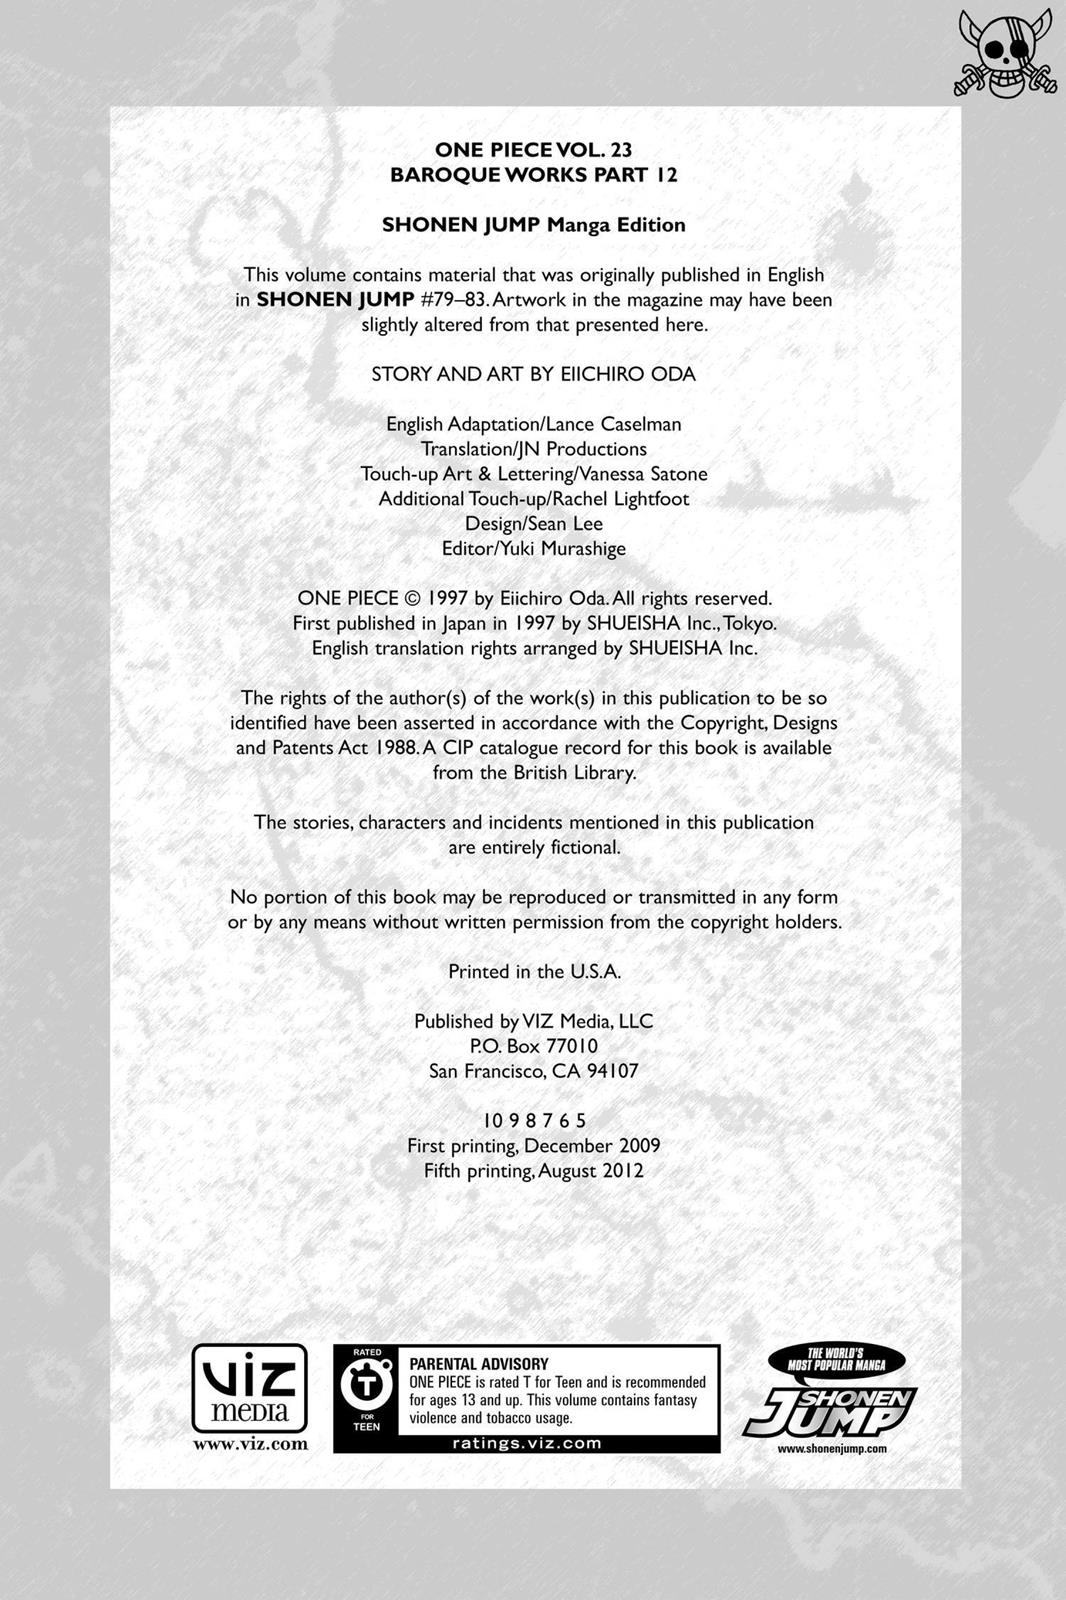 ONE PIECE VOL. 23
BAROQUE WORKS PART 12
SHONEN JUMP Manga Edition
This volume contains material that was originally published in English
in SHONEN JUMP #79–83. Artwork in the magazine may have been
slightly altered from that presented here.
STORY AND ART BY EIICHIRO ODA
English Adaptation/Lance Caselman
Translation/JN Productions
Touch-up Art & Lettering/Vanessa Satone
Additional Touch-up/Rachel Lightfoot
Design/Sean Lee
Editor/Yuki Murashige
ONE PIECE © 1997 by Eiichiro Oda. All rights reserved.
First published in Japan in 1997 by SHUEISHA Inc., Tokyo.
English translation rights arranged by SHUEISHA Inc.
The rights of the author(s) of the work(s) in this publication to be so
identified have been asserted in accordance with the Copyright, Designs
and Patents Act 1988. A CIP catalogue record for this book is available
from the British Library.
The stories, characters and incidents mentioned in this publication
are entirely fictional.
No portion of this book may be reproduced or transmitted in any form
or by any means without written permission from the copyright holders.
Printed in the U.S.A.
Published by VIZ Media, LLC
P.O. Box 77010
San Francisco, CA 94107
10 9 8 7 6 5
First printing, December 2009
Fifth printing, August 2012
VIZ
MEDIA
www.viz.com
RATED
T
FOR
TEEN
PARENTAL ADVISORY
ONE PIECE is rated T for Teen and is recommended
for ages 13 and up. This volume contains fantasy
violence and tobacco usage.
ratings.viz.com
THE WORLD'S
MOST POPULAR MANGA
SHONEN
JUMP
www.shonenjump.com